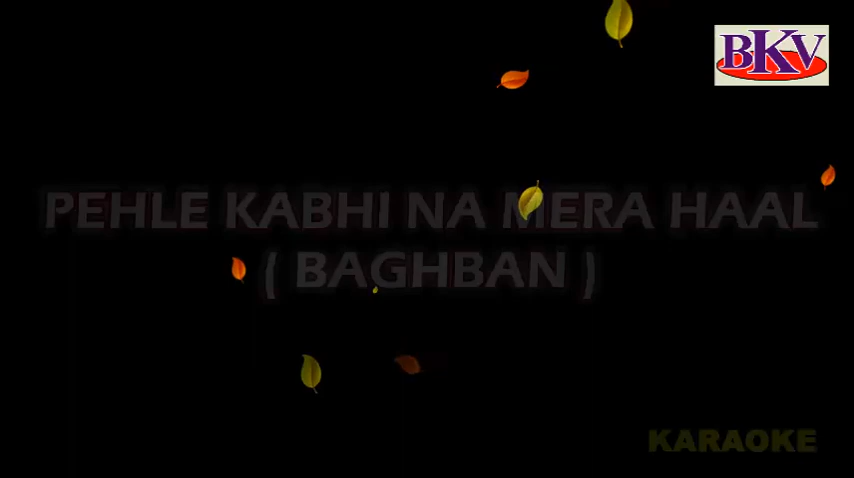 BKV
PEHLE KABHI NA MERA HAAL
( BAGHBAN )
KARAOKE